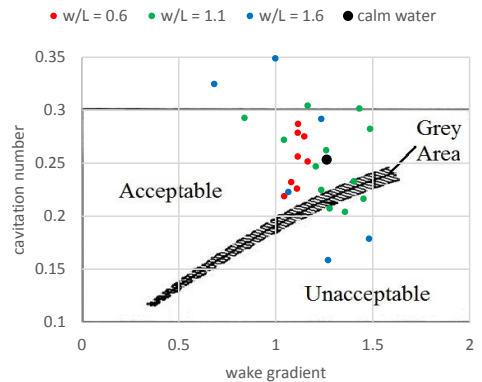 w/L = 0.6 w/L = 1.1 w/L = 1.6 calm water
0.35
0.3
0.25
0.2
0.15
0.1
cavitation number
Grey
Area
Acceptable
Unacceptable
0 0.5 1 1.5 2
wake gradient